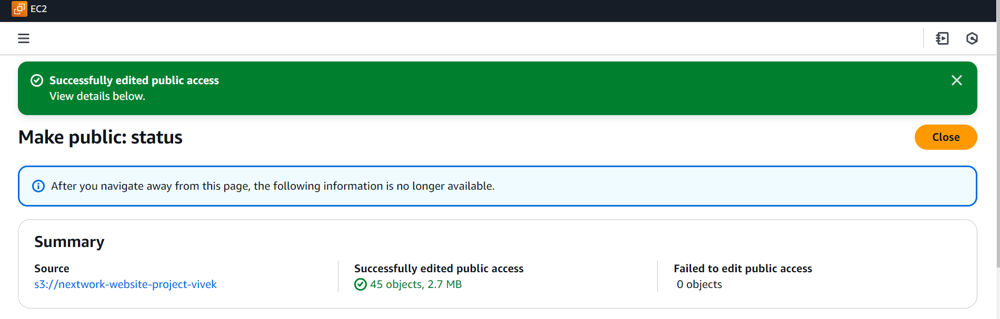 EC2
Successfully edited public access
View details below.
Make public: status
Close
After you navigate away from this page, the following information is no longer available.
Summary
Source
s3://nextwork-website-project-vivek
Successfully edited public access
45 objects, 2.7 MB
Failed to edit public access
0 objects